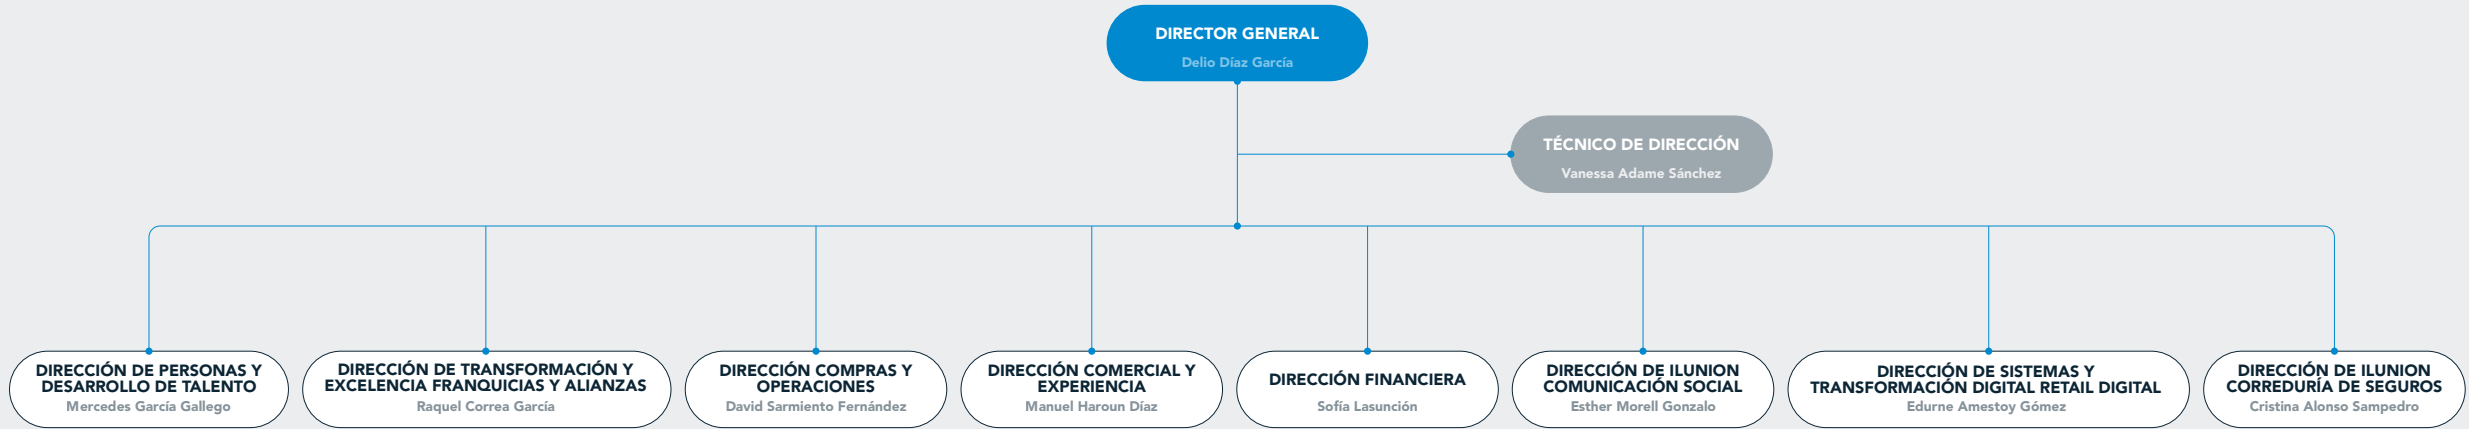 DIRECTOR GENERAL
Delio Díaz García
TÉCNICO DE DIRECCIÓN
Vanessa Adame Sánchez
DIRECCIÓN DE PERSONAS Y
DESARROLLO DE TALENTO
Mercedes García Gallego
DIRECCIÓN DE TRANSFORMACIÓN Y
EXCELENCIA FRANQUICIAS Y ALIANZAS
Raquel Correa García
DIRECCIÓN COMPRAS Y
OPERACIONES
David Sarmiento Fernández
DIRECCIÓN COMERCIAL Y
EXPERIENCIA
Manuel Haroun Díaz
DIRECCIÓN FINANCIERA
Sofía Lasunción
DIRECCIÓN DE ILUNION
COMUNICACIÓN SOCIAL
Esther Morell Gonzalo
DIRECCIÓN DE SISTEMAS Y
TRANSFORMACIÓN DIGITAL RETAIL DIGITAL
Edurne Amestoy Gómez
DIRECCIÓN DE ILUNION
CORREDURÍA DE SEGUROS
Cristina Alonso Sampedro